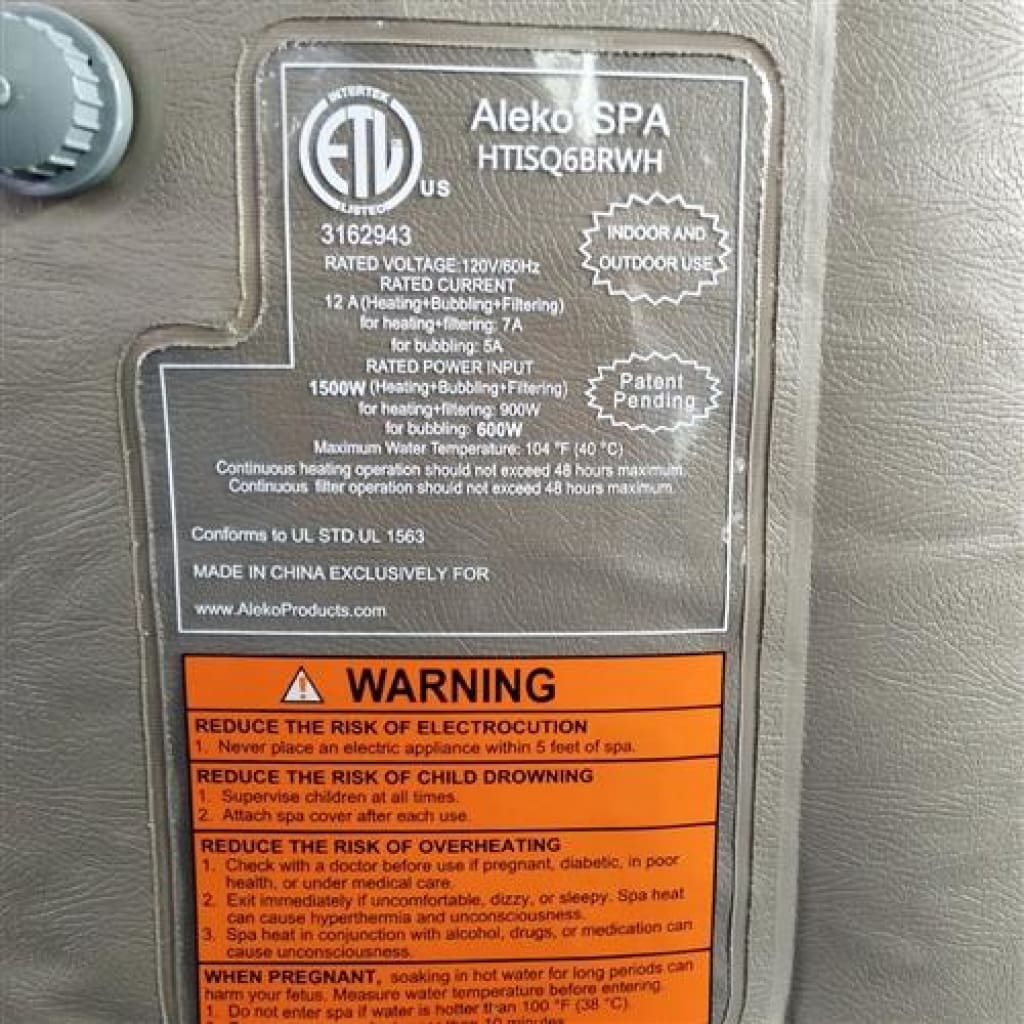 INTERTEK
ETL
LISTED
US
Aleko SPA
HTISQ6BRWH
3162943
INDOOR AND
OUTDOOR USE
RATED VOLTAGE:120V/60Hz
RATED CURRENT
12 A (Heating+Bubbling+Filtering)
for heating+filtering: 7A
for bubbling: 5A
RATED POWER INPUT
1500W (Heating+Bubbling+Filtering)
for heating+filtering: 900W
for bubbling: 600W
Patent
Pending
Maximum Water Temperature: 104 °F (40 °C)
Continuous heating operation should not exceed 48 hours maximum.
Continuous filter operation should not exceed 48 hours maximum.
Conforms to UL STD UL 1563
MADE IN CHINA EXCLUSIVELY FOR
www.AlekoProducts.com
WARNING
REDUCE THE RISK OF ELECTROCUTION
1. Never place an electric appliance within 5 feet of spa.
REDUCE THE RISK OF CHILD DROWNING
1. Supervise children at all times.
2. Attach spa cover after each use.
REDUCE THE RISK OF OVERHEATING
1. Check with a doctor before use if pregnant, diabetic, in poor
health, or under medical care.
2. Exit immediately if uncomfortable, dizzy, or sleepy. Spa heat
can cause hyperthermia and unconsciousness.
3. Spa heat in conjunction with alcohol, drugs, or medication can
cause unconsciousness.
WHEN PREGNANT, soaking in hot water for long periods can
harm your fetus. Measure water temperature before entering.
1. Do not enter spa if water is hotter than 100 °F (38 °C).
than 10 minutes.